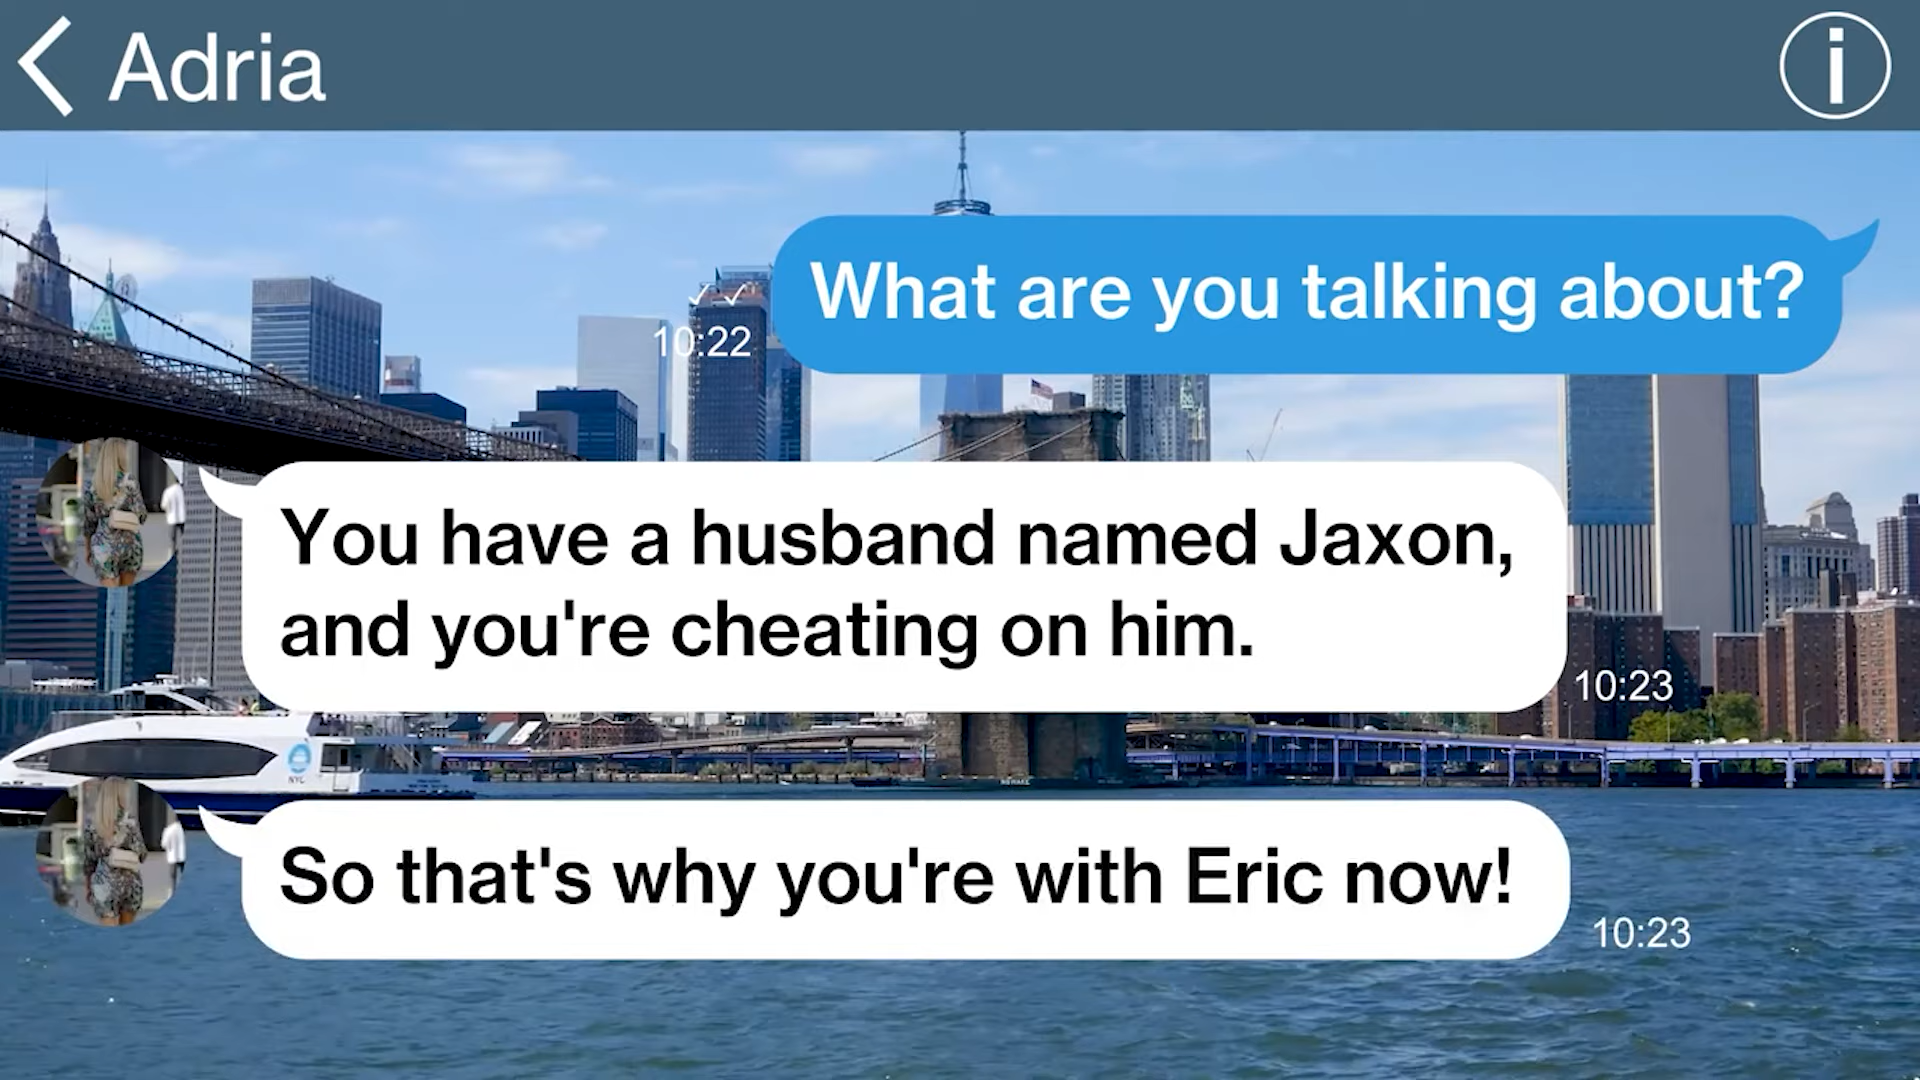 Adria
What are you talking about?
10:22
You have a husband named Jaxon,
and you're cheating on him.
10:23
So that's why you're with Eric now!
10:23
NYC